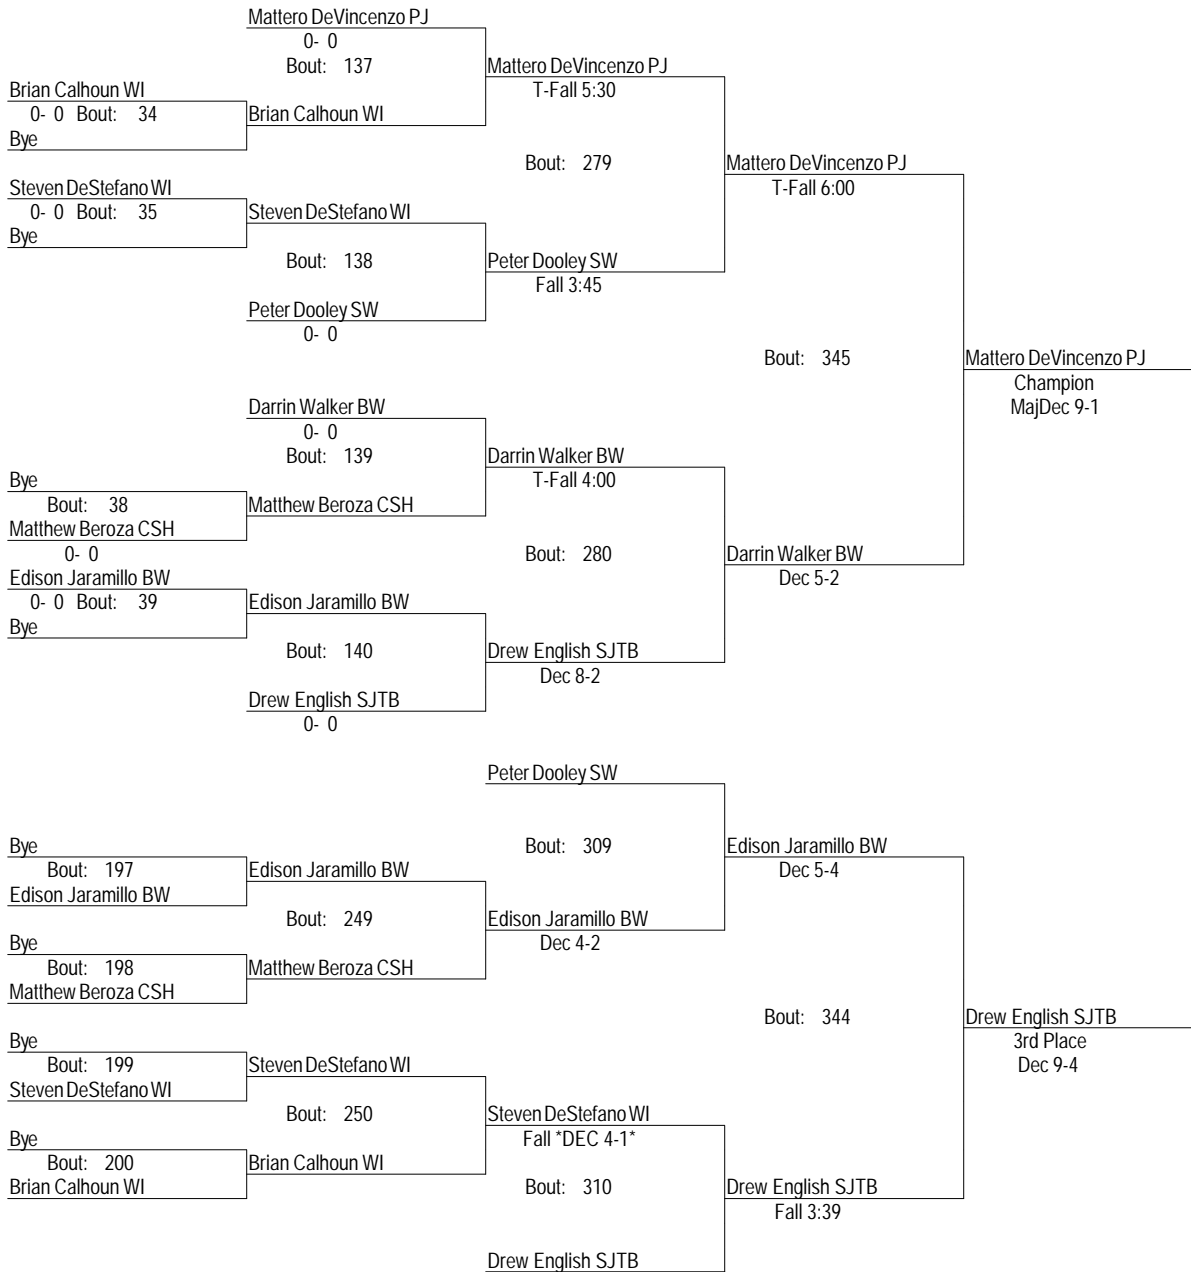 Mattero DeVincenzo PJ
0- 0
Bout: 137
Mattero DeVincenzo PJ
Brian Calhoun WI
T-Fall 5:30
0- 0 Bout: 34
Brian Calhoun WI
Bye
Bout: 279
Mattero DeVincenzo PJ
Steven DeStefano WI
T-Fall 6:00
0- 0 Bout: 35
Steven DeStefano WI
Bye
Bout: 138
Peter Dooley SW
Fall 3:45
Peter Dooley SW
0- 0
Bout: 345
Mattero DeVincenzo PJ
Champion
MajDec 9-1
Darrin Walker BW
0- 0
Bout: 139
Darrin Walker BW
Bye
T-Fall 4:00
Bout: 38
Matthew Beroza CSH
Matthew Beroza CSH
0- 0
Bout: 280
Darrin Walker BW
Edison Jaramillo BW
Dec 5-2
0- 0 Bout: 39
Edison Jaramillo BW
Bye
Bout: 140
Drew English SJTB
Dec 8-2
Drew English SJTB
0- 0
Peter Dooley SW
Bye
Bout: 309
Edison Jaramillo BW
Bout: 197
Edison Jaramillo BW
Dec 5-4
Edison Jaramillo BW
Bout: 249
Edison Jaramillo BW
Bye
Dec 4-2
Bout: 198
Matthew Beroza CSH
Matthew Beroza CSH
Bout: 344
Drew English SJTB
Bye
3rd Place
Bout: 199
Steven DeStefano WI
Dec 9-4
Steven DeStefano WI
Bout: 250
Steven DeStefano WI
Bye
Fall *DEC 4-1*
Bout: 200
Brian Calhoun WI
Brian Calhoun WI
Bout: 310
Drew English SJTB
Fall 3:39
Drew English SJTB